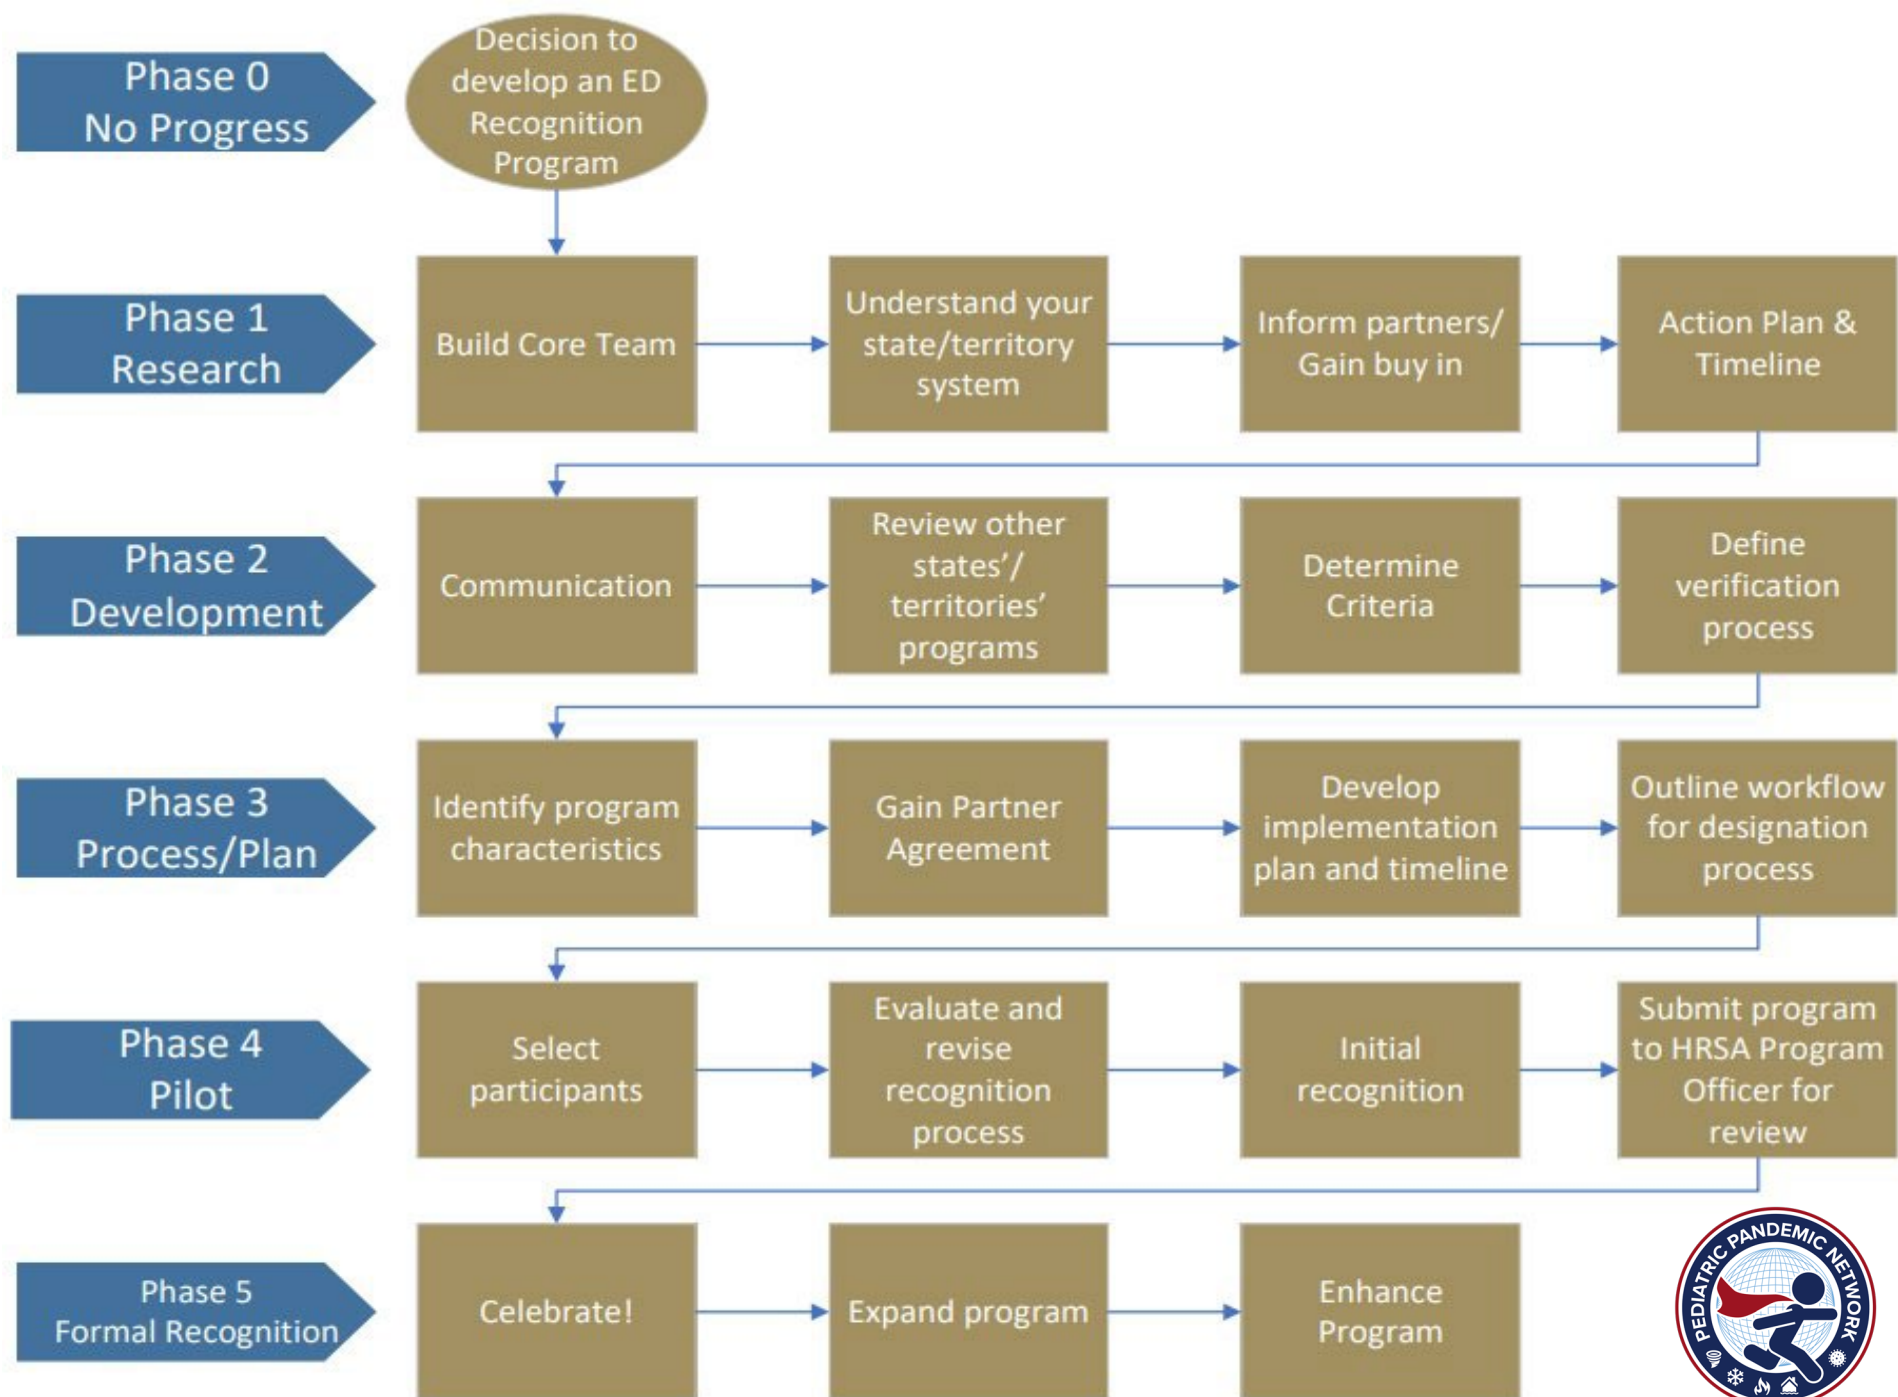 Phase 0
No Progress
Decision to
develop an ED
Recognition
Program
Phase 1
Research
Build Core Team
Understand your
state/territory
system
Inform partners/
Gain buy in
Action Plan &
Timeline
Phase 2
Development
Communication
Review other
states’/
territories’
programs
Determine
Criteria
Define
verification
process
Phase 3
Process/Plan
Identify program
characteristics
Gain Partner
Agreement
Develop
implementation
plan and timeline
Outline workflow
for designation
process
Phase 4
Pilot
Select
participants
Evaluate and
revise
recognition
process
Initial
recognition
Submit program
to HRSA Program
Officer for
review
Phase 5
Formal Recognition
Celebrate!
Expand program
Enhance
Program
PEDIATRIC PANDEMIC NETWORK